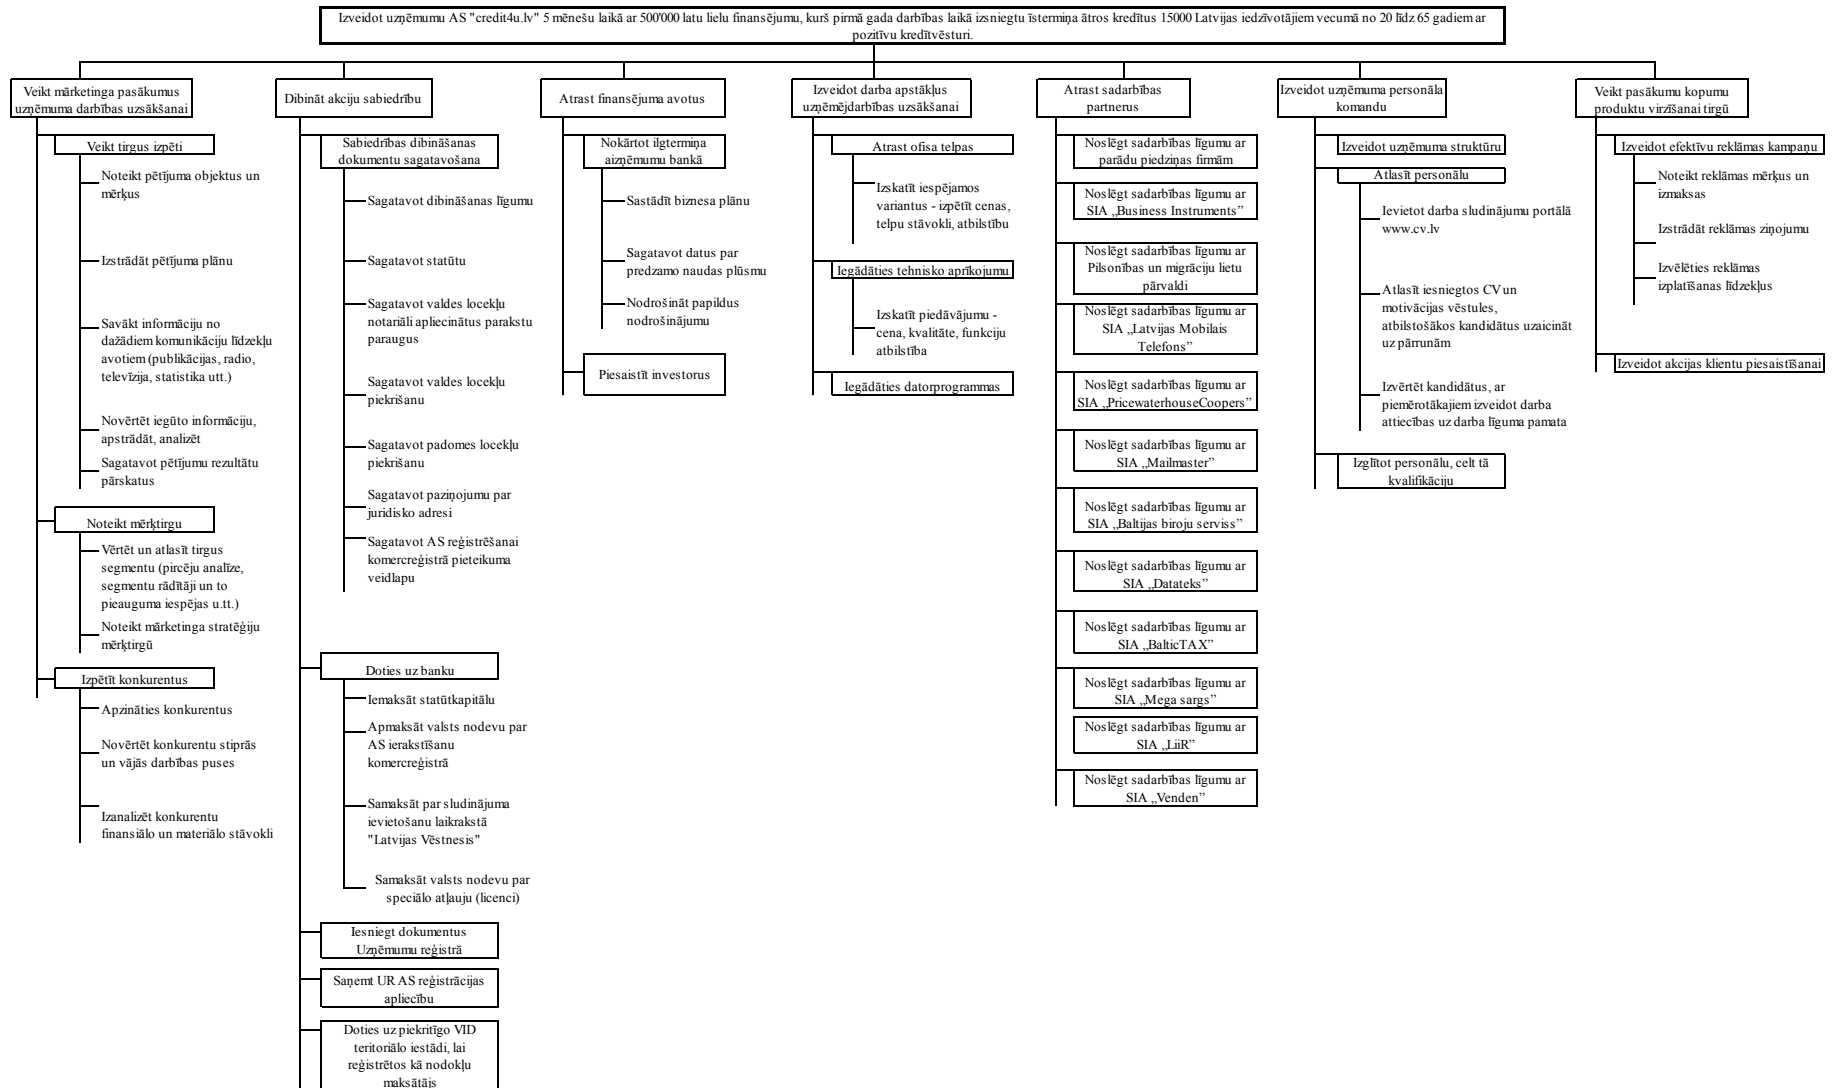 Izveidot uzņēmumu AS "credit4u.lv" 5 mēnešu laikā ar 500'000 latu lielu finansējumu, kurš pirmā gada darbības laikā izsniegtu īstermiņa ātros kredītus 15000 Latvijas iedzīvotājiem vecumā no 20 līdz 65 gadiem ar
pozitīvu kredītvēsturi.
Veikt mārketinga pasākumus
uzņēmuma darbības uzsākšanai
Veikt tirgus izpēti
Noteikt pētījuma objektus un
mērķus
Izstrādāt pētījuma plānu
Savākt informāciju no
dažādiem komunikāciju līdzekļu
avotiem (publikācijas, radio,
televīzija, statistika utt.)
Novērtēt iegūto informāciju,
apstrādāt, analizēt
Sagatavot pētījumu rezultātu
pārskatus
Noteikt mērķtirgu
Vērtēt un atlasīt tirgus
segmentu (pircēju analīze,
segmentu rādītāji un to
pieauguma iespējas u.tt.)
Noteikt mārketinga stratēģiju
mērķtirgū
Izpētīt konkurentus
Apzināties konkurentus
Novērtēt konkurentu stiprās
un vājās darbības puses
Izanalizēt konkurentu
finansiālo un materiālo stāvokli
Dibināt akciju sabiedrību
Sabiedrības dibināšanas
dokumentu sagatavošana
Sagatavot dibināšanas līgumu
Sagatavot statūtu
Sagatavot valdes locekļu
notariāli apliecinātus parakstu
paraugus
Sagatavot valdes locekļu
piekrišanu
Sagatavot padomes locekļu
piekrišanu
Sagatavot paziņojumu par
juridisko adresi
Sagatavot AS reģistrēšanai
komercreģistrā pieteikuma
veidlapu
Doties uz banku
Iemaksāt statūtkapitālu
Apmaksāt valsts nodevu par
AS ierakstīšanu
komercreģistrā
Samaksāt par sludinājuma
ievietošanu laikrakstā
"Latvijas Vēstnesis"
Samaksāt valsts nodevu par
speciālo atļauju (licenci)
Iesniegt dokumentus
Uzņēmumu reģistrā
Saņemt UR AS reģistrācijas
apliecību
Doties uz piekritīgo VID
teritoriālo iestādi, lai
reģistrētos kā nodokļu
maksātājs
Atrast finansējuma avotus
Nokārtot ilgtermiņa
aizņēmumu bankā
Sastādīt biznesa plānu
Sagatavot datus par
predzamo naudas plūsmu
Nodrošināt papildus
nodrošinājumu
Piesaistīt investorus
Izveidot darba apstākļus
uzņēmējdarbības uzsākšanai
Atrast ofisa telpas
Izskatīt iespējamos
variantus - izpētīt cenas,
telpu stāvokli, atbilstību
Iegādāties tehnisko aprīkojumu
Izskatīt piedāvājumu -
cena, kvalitāte, funkciju
atbilstība
Iegādāties datorprogrammas
Atrast sadarbības
partnerus
Noslēgt sadarbības līgumu ar
parādu piedziņas firmām
Noslēgt sadarbības līgumu ar
SIA „Business Instruments”
Noslēgt sadarbības līgumu ar
Pilsonības un migrāciju lietu
pārvaldi
Noslēgt sadarbības līgumu ar
SIA „Latvijas Mobilais
Telefons”
Noslēgt sadarbības līgumu ar
SIA „PricewaterhouseCoopers”
Noslēgt sadarbības līgumu ar
SIA „Mailmaster”
Noslēgt sadarbības līgumu ar
SIA „Baltijas biroju serviss”
Noslēgt sadarbības līgumu ar
SIA „Datateks”
Noslēgt sadarbības līgumu ar
SIA „BalticTAX”
Noslēgt sadarbības līgumu ar
SIA „Mega sargs”
Noslēgt sadarbības līgumu ar
SIA „LiiR”
Noslēgt sadarbības līgumu ar
SIA „Venden”
Izveidot uzņēmuma personāla
komandu
Izveidot uzņēmuma struktūru
Atlasīt personālu
Ievietot darba sludinājumu portālā
www.cv.lv
Atlasīt iesniegtos CV un
motivācijas vēstules,
atbilstošākos kandidātus uzaicināt
uz pārrunām
Izvērtēt kandidātus, ar
piemērotākajiem izveidot darba
attiecības uz darba līguma pamata
Izglītot personālu, celt tā
kvalifikāciju
Veikt pasākumu kopumu
produktu virzīšanai tirgū
Izveidot efektīvu reklāmas kampaņu
Noteikt reklāmas mērķus un
izmaksas
Izstrādāt reklāmas ziņojumu
Izvēlēties reklāmas
izplatīšanas līdzekļus
Izveidot akcijas klientu piesaistīšanai